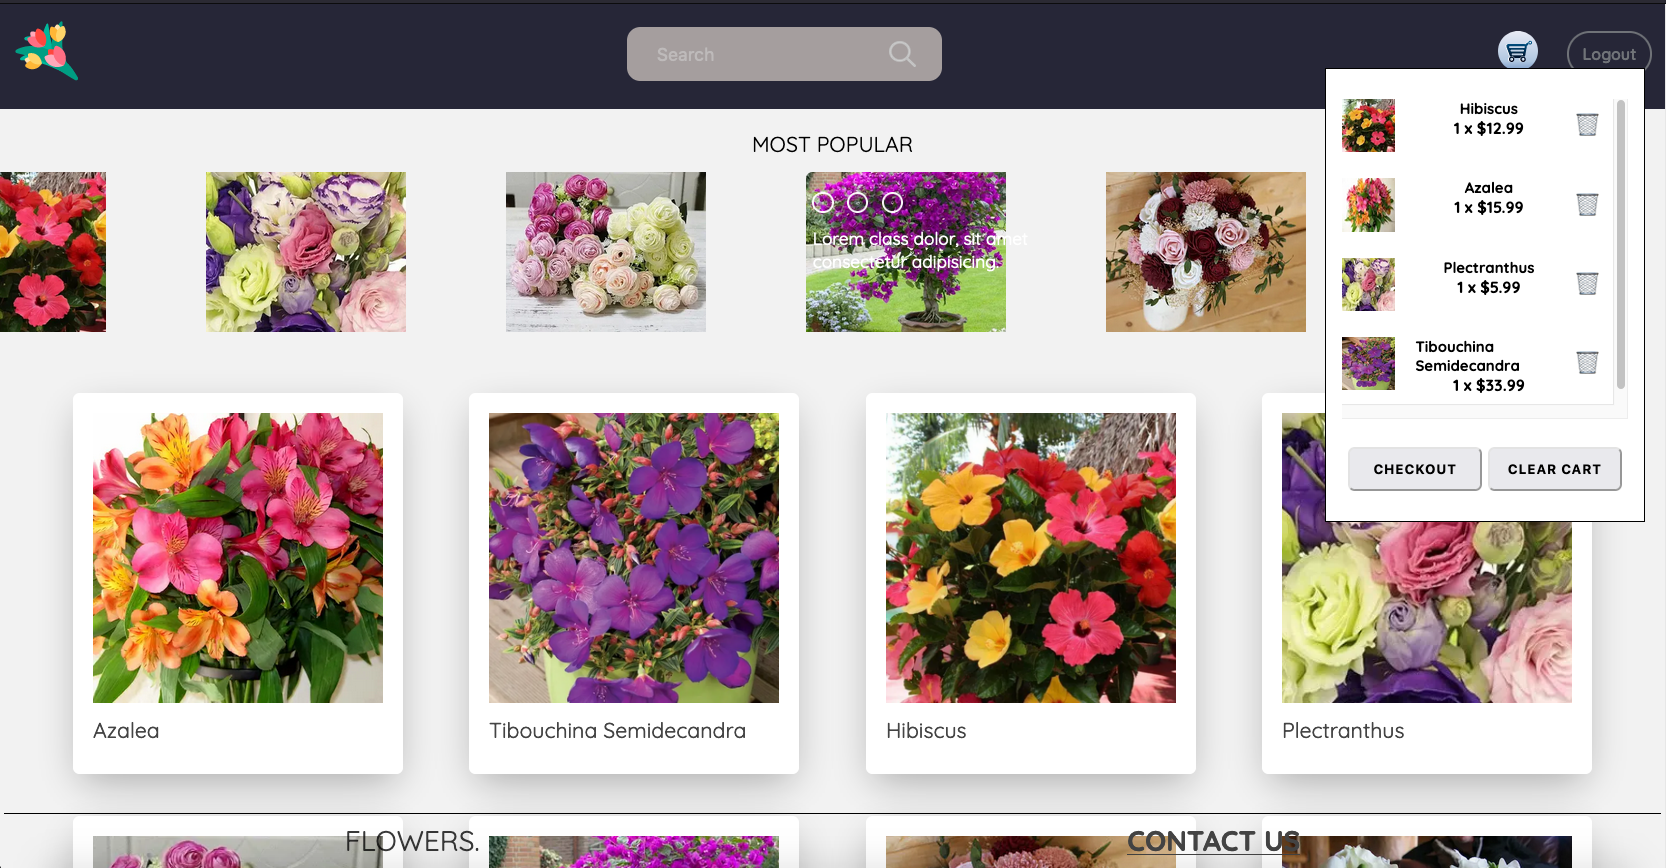 Search
Logout
Hibiscus
1 x $12.99
Azalea
1 x $15.99
Plectranthus
1 x $5.99
Tibouchina
Semidecandra
1 x $33.99
CHECKOUT
CLEAR CART
MOST POPULAR
Lorem class dolor, sit amet
consectetur adipisicing.
Azalea
Tibouchina Semidecandra
Hibiscus
Plectranthus
FLOWERS.
CONTACT US